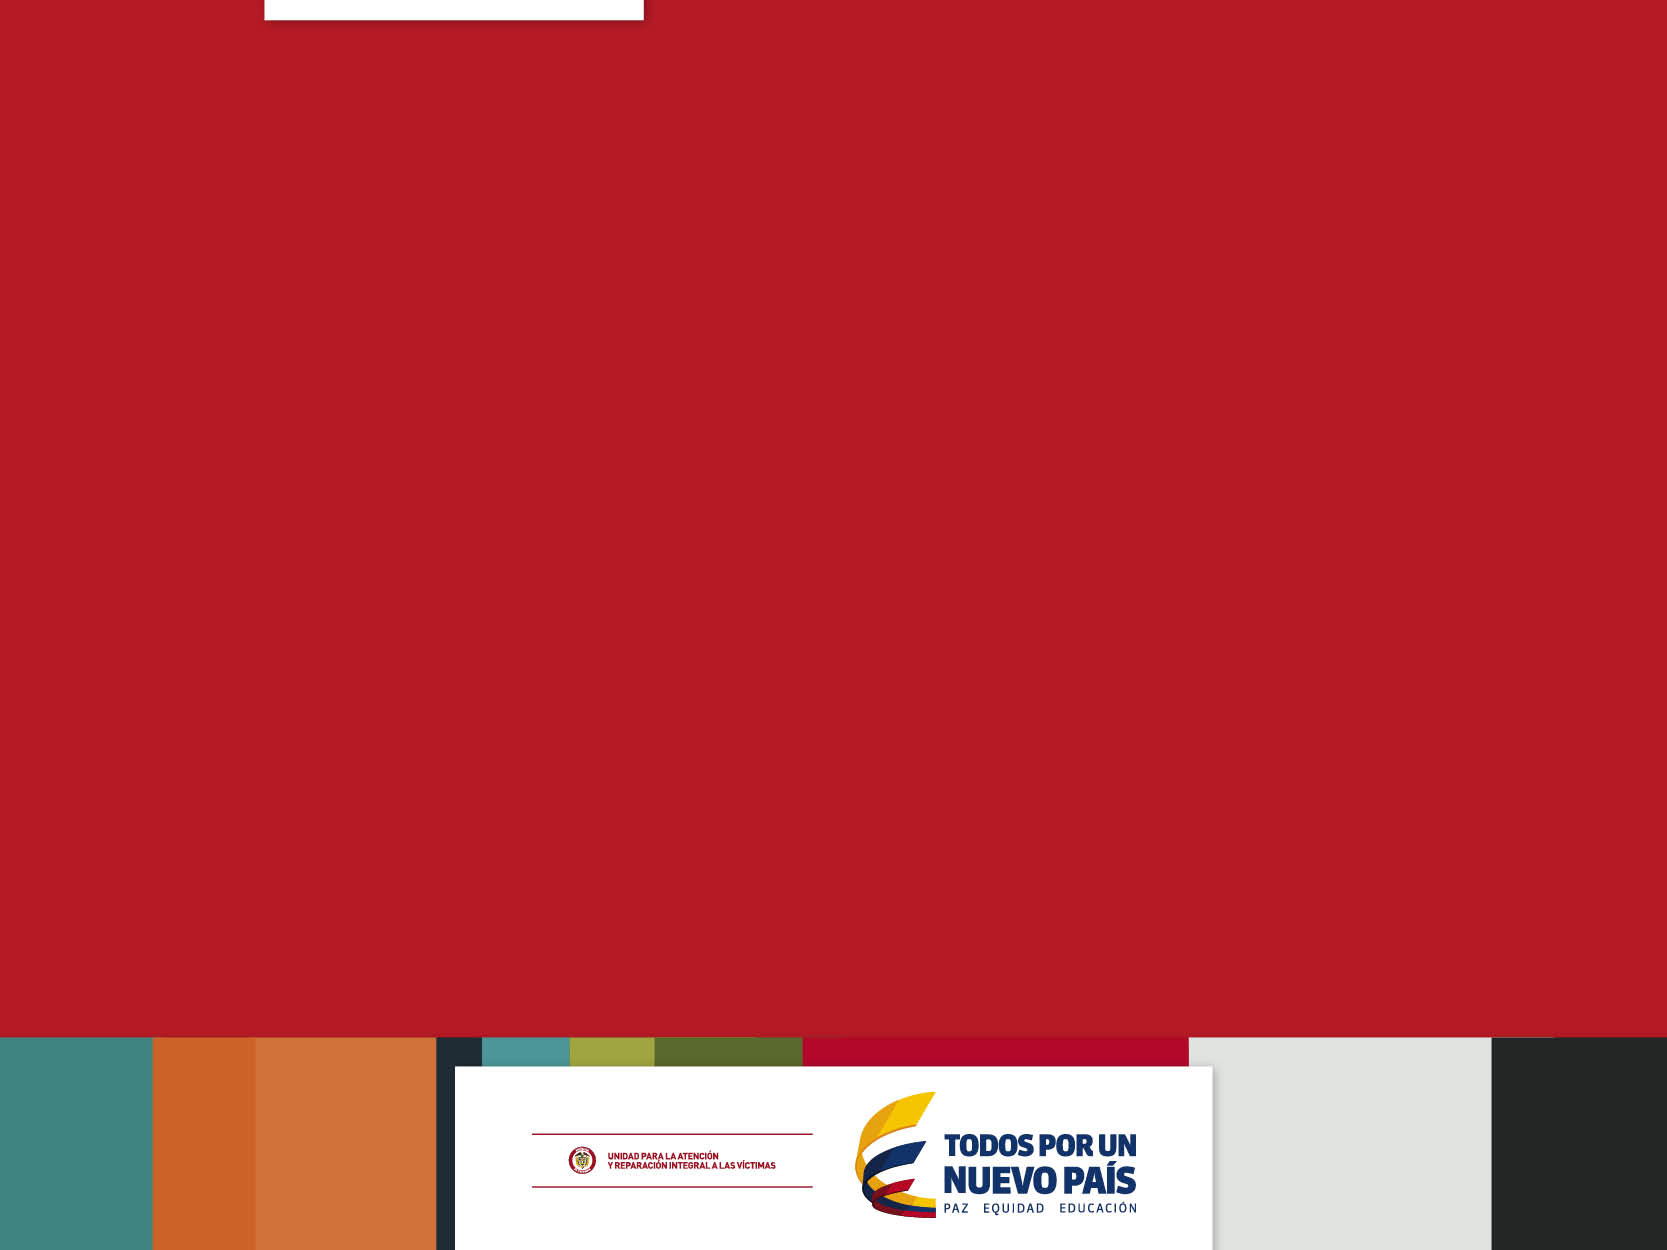 UNIDAD PARA LA ATENCIÓN
Y REPARACIÓN INTEGRAL A LAS VÍCTIMAS
TODOS POR UN
NUEVO PAÍS
PAZ EQUIDAD EDUCACIÓN